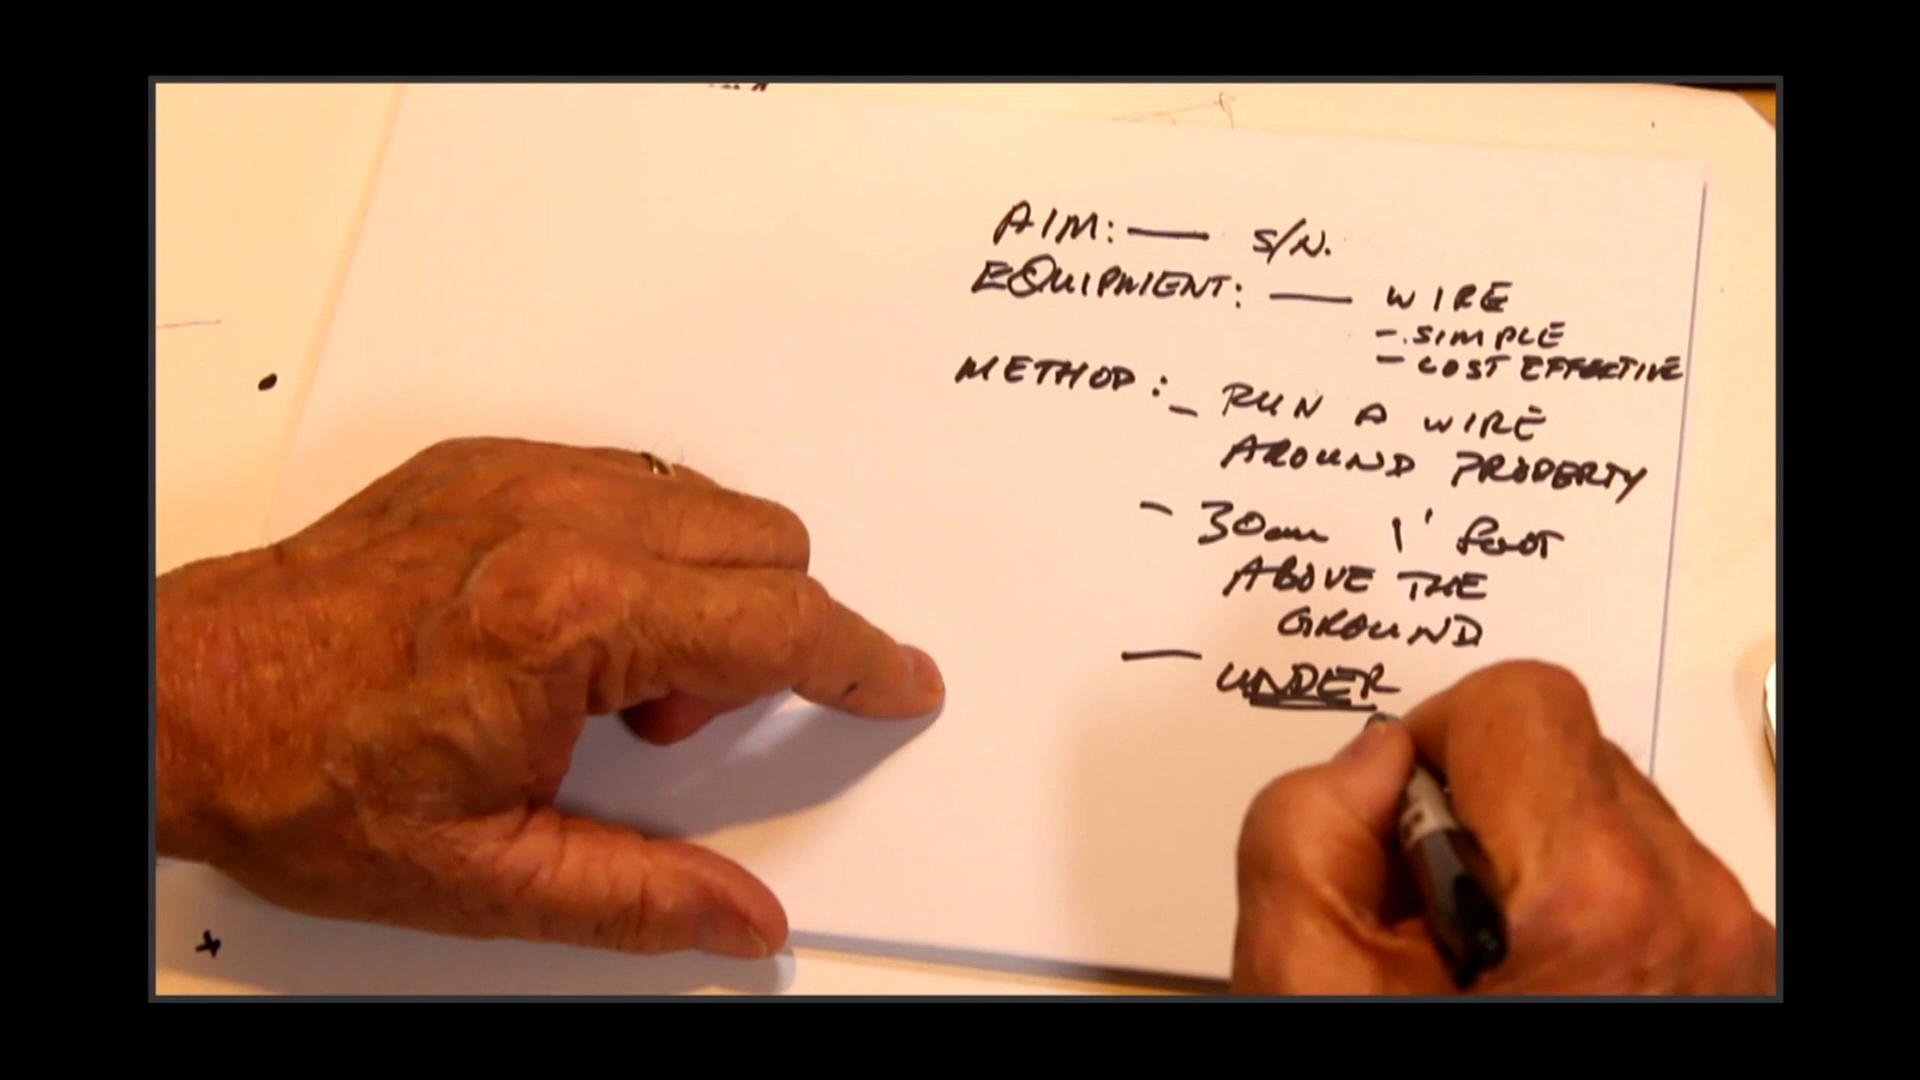 AIM: — S/N.
EQUIPMENT: — WIRE
- SIMPLE
- COST EFFECTIVE
METHOD: - RUN A WIRE
AROUND PROPERTY
- 30cm 1' foot
ABOVE THE
GROUND
— UNDER